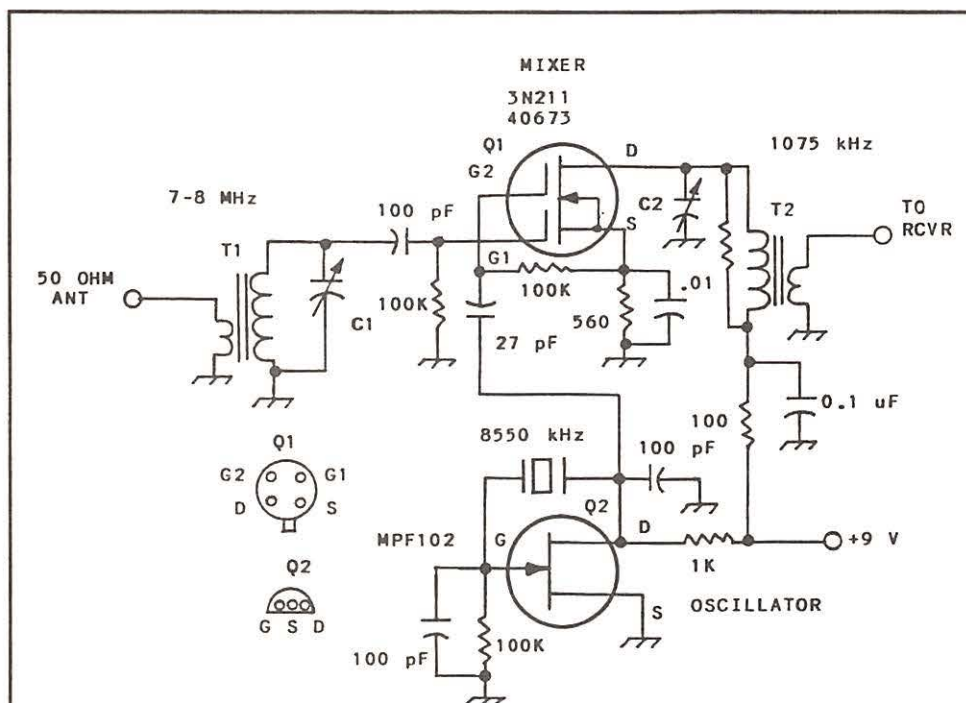 MIXER
3N211
40673
Q1
D
1075 kHz
G2
7-8 MHz
100 pF
C2
T2
TO
RCVR
S
T1
G1
50 OHM
ANT
100K
100K
.01
C1
560
27 pF
0.1 uF
100
8550 kHz
100
pF
Q1
G2
G1
D
S
Q2
D
MPF102
G
+9 V
1K
Q2
S
OSCILLATOR
G S D
100 pF
100K